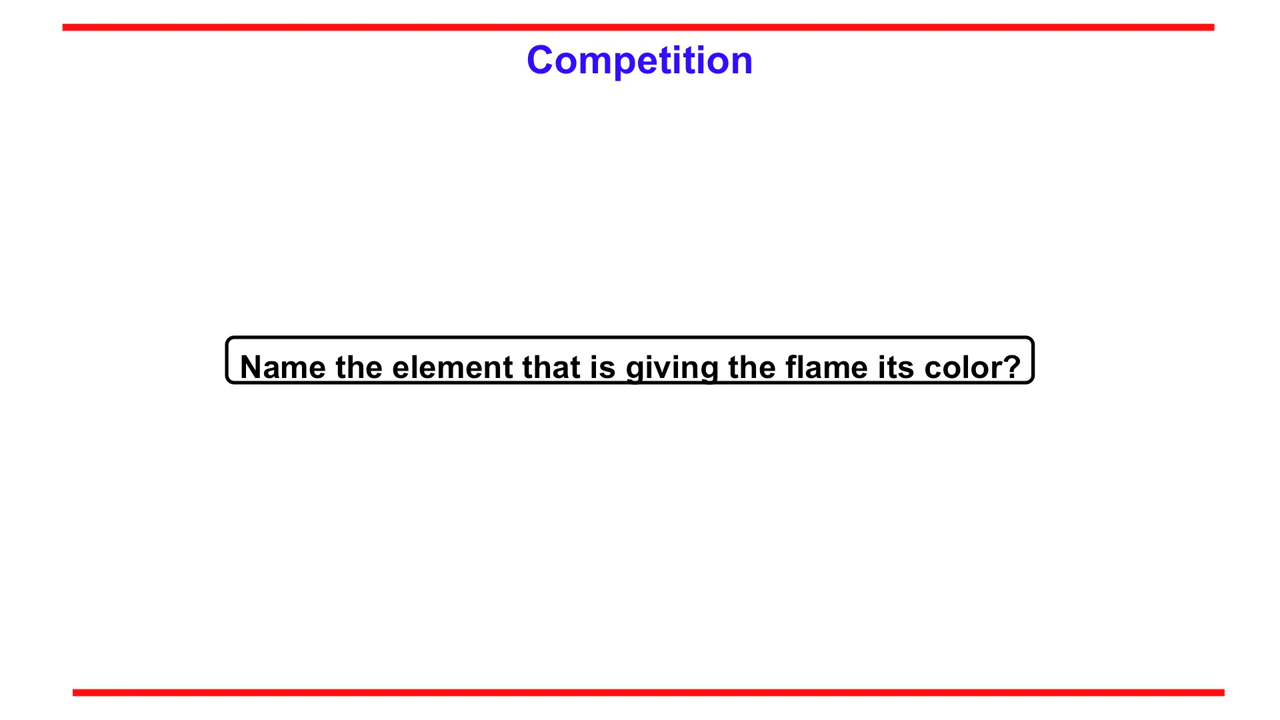 Competition
Name the element that is giving the flame its color?